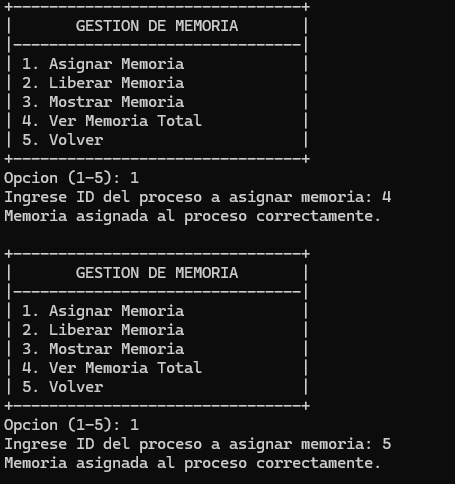 +--------------------------------+
|       GESTION DE MEMORIA       |
|--------------------------------|
| 1. Asignar Memoria             |
| 2. Liberar Memoria             |
| 3. Mostrar Memoria             |
| 4. Ver Memoria Total           |
| 5. Volver                      |
+--------------------------------+
Opcion (1-5): 1
Ingrese ID del proceso a asignar memoria: 4
Memoria asignada al proceso correctamente.

+--------------------------------+
|       GESTION DE MEMORIA       |
|--------------------------------|
| 1. Asignar Memoria             |
| 2. Liberar Memoria             |
| 3. Mostrar Memoria             |
| 4. Ver Memoria Total           |
| 5. Volver                      |
+--------------------------------+
Opcion (1-5): 1
Ingrese ID del proceso a asignar memoria: 5
Memoria asignada al proceso correctamente.